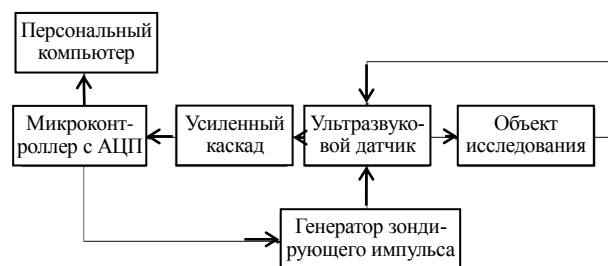 Персональный
компьютер
Микроконт-
роллер с АЦП
Усиленный
каскад
Ультразвуко-
вой датчик
Объект
исследования
Генератор зонди-
рующего импульса